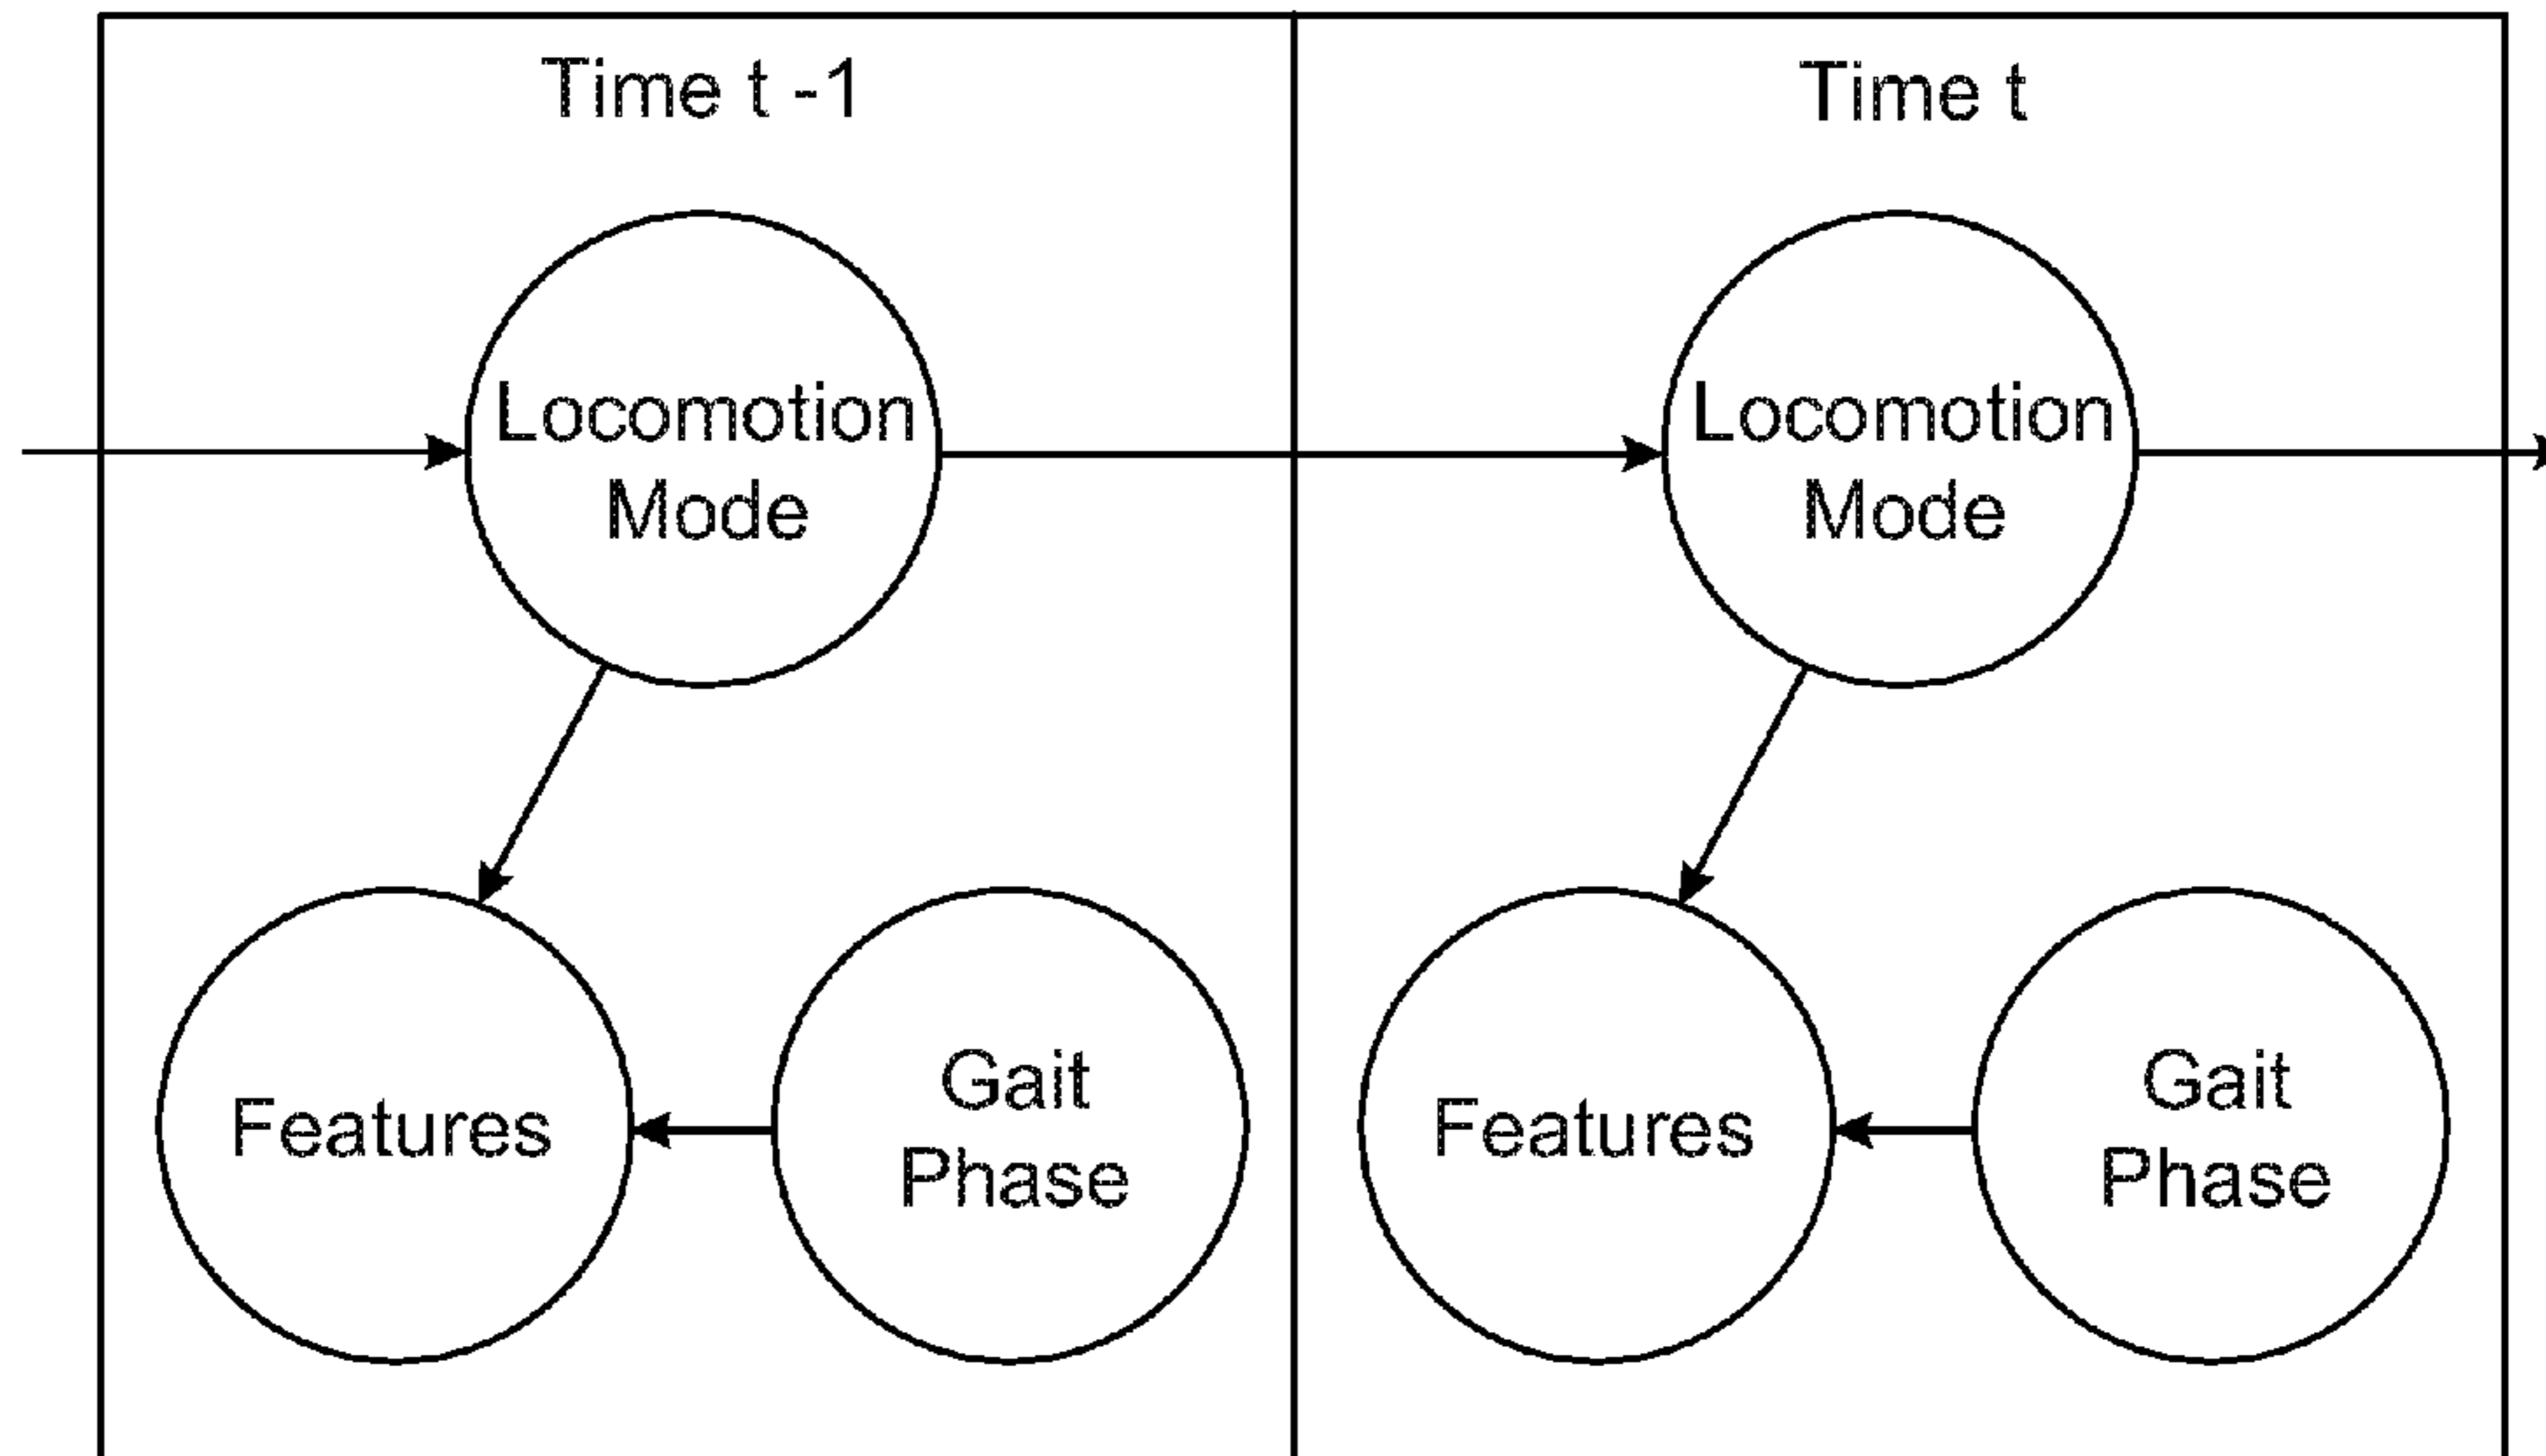 Time t -1
Locomotion
Mode
Features
Gait
Phase
Time t
Locomotion
Mode
Features
Gait
Phase